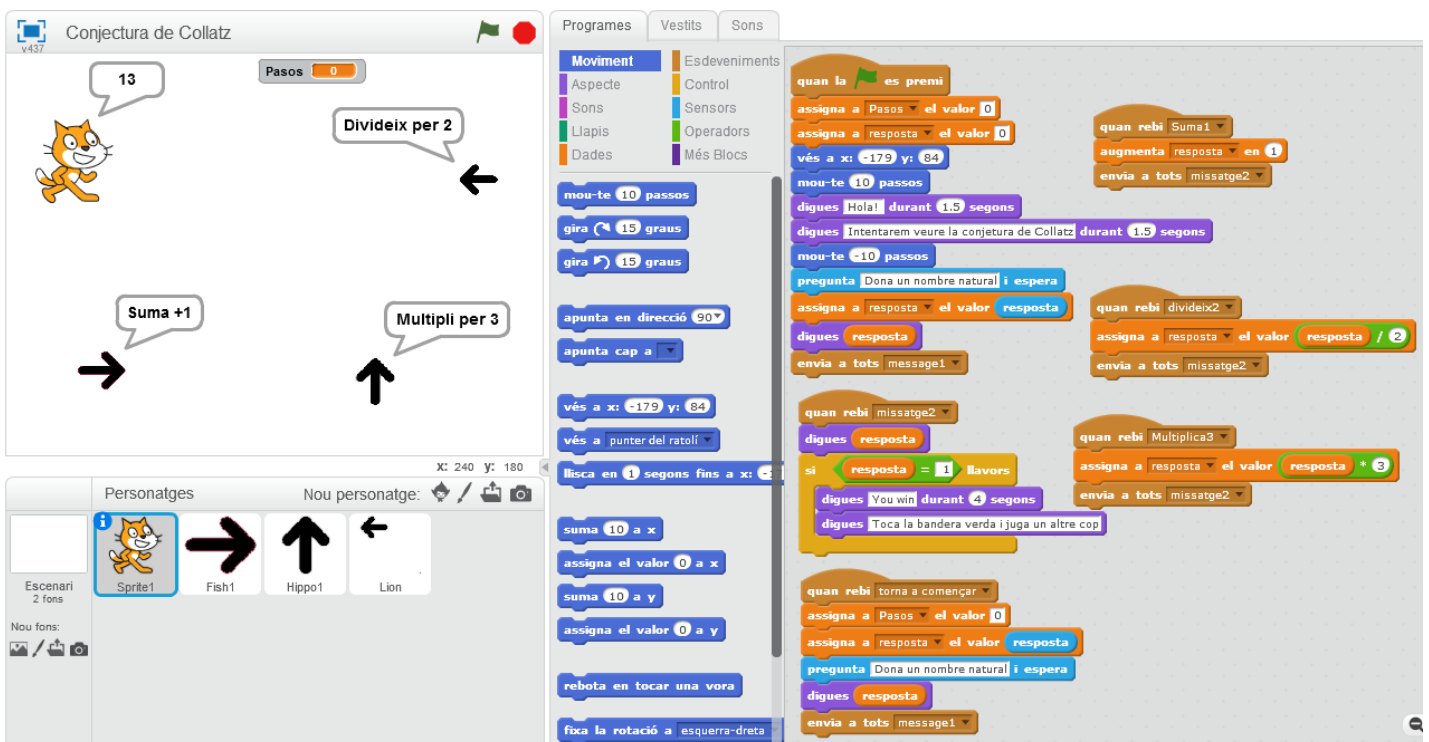 v437
Conjectura de Collatz
13
Pasos 0
Divideix per 2
Suma +1
Multipli per 3
X: 240 y: 180
Personatges
Nou personatge:
Escenari
2 fons
Nou fons:
Sprite1
Fish1
Hippo1
Lion
Programes
Vestits
Sons
Moviment
Aspecte
Sons
Llapis
Dades
Esdeveniments
Control
Sensors
Operadors
Més Blocs
mou-te 10 passos
gira 15 graus
gira 15 graus
apunta en direcció 90
apunta cap a
vés a x: -179 y: 84
vés a punter del ratolí
llisca en 1 segons fins a x:
suma 10 a x
assigna el valor 0 a x
suma 10 a y
assigna el valor 0 a y
rebota en tocar una vora
fixa la rotació a esquerra-dreta
quan la es premi
assigna a Pasos el valor 0
assigna a resposta el valor 0
vés a x: -179 y: 84
mou-te 10 passos
digues Hola! durant 1.5 segons
digues Intentarem veure la conjetura de Collatz durant 1.5 segons
mou-te -10 passos
pregunta Dona un nombre natural i espera
assigna a resposta el valor resposta
digues resposta
envia a tots message1
quan rebi missatge2
digues resposta
si resposta = 1 llavors
digues You win durant 4 segons
digues Toca la bandera verda i juga un altre cop
quan rebi torna a començar
assigna a Pasos el valor 0
assigna a resposta el valor resposta
pregunta Dona un nombre natural i espera
digues resposta
envia a tots message1
quan rebi Suma1
augmenta resposta en 1
envia a tots missatge2
quan rebi divideix2
assigna a resposta el valor resposta / 2
envia a tots missatge2
quan rebi Multiplica3
assigna a resposta el valor resposta * 3
envia a tots missatge2